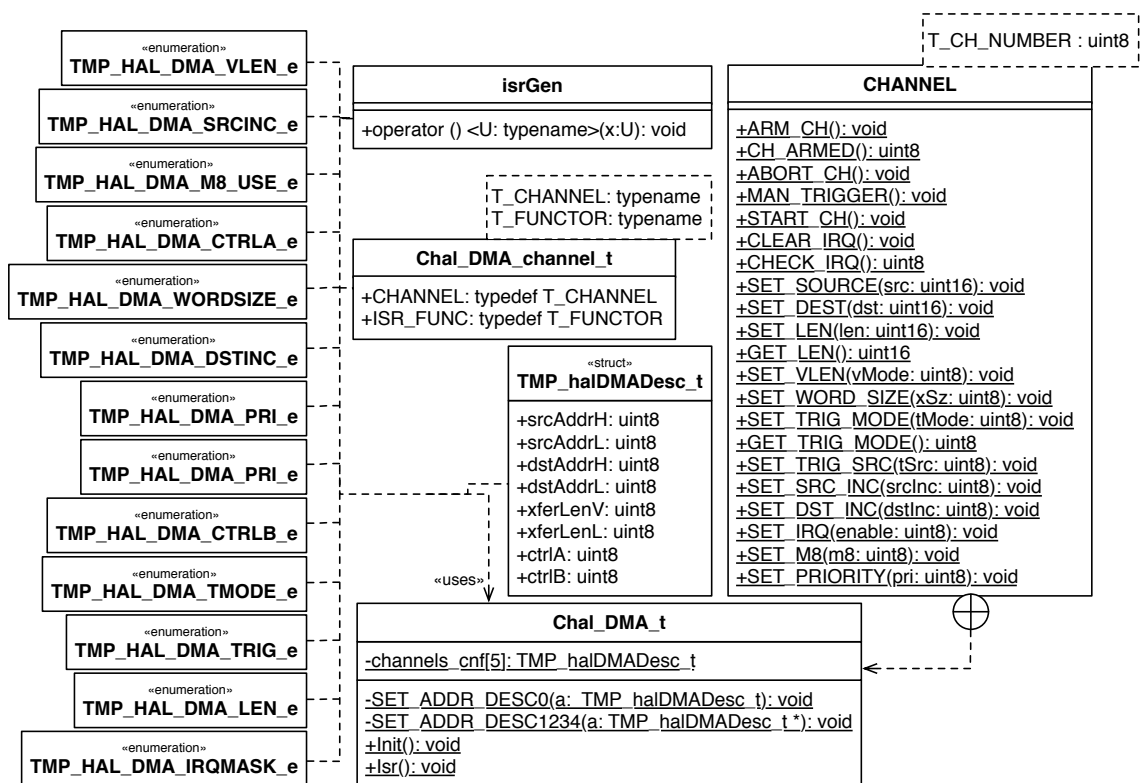 «enumeration»
TMP_HAL_DMA_VLEN_e
«enumeration»
TMP_HAL_DMA_SRCINC_e
«enumeration»
TMP_HAL_DMA_M8_USE_e
«enumeration»
TMP_HAL_DMA_CTRLA_e
«enumeration»
TMP_HAL_DMA_WORDSIZE_e
«enumeration»
TMP_HAL_DMA_DSTINC_e
«enumeration»
TMP_HAL_DMA_PRI_e
«enumeration»
TMP_HAL_DMA_PRI_e
«enumeration»
TMP_HAL_DMA_CTRLB_e
«enumeration»
TMP_HAL_DMA_TMODE_e
«enumeration»
TMP_HAL_DMA_TRIG_e
«enumeration»
TMP_HAL_DMA_LEN_e
«enumeration»
TMP_HAL_DMA_IRQMASK_e
isrGen
+operator () <U: typename>(x:U): void
T_CHANNEL: typename
T_FUNCTOR: typename
Chal_DMA_channel_t
+CHANNEL: typedef T_CHANNEL
+ISR_FUNC: typedef T_FUNCTOR
«struct»
TMP_halDMADesc_t
+srcAddrH: uint8
+srcAddrL: uint8
+dstAddrH: uint8
+dstAddrL: uint8
+xferLenV: uint8
+xferLenL: uint8
+ctrlA: uint8
+ctrlB: uint8
«uses»
Chal_DMA_t
-channels_cnf[5]: TMP_halDMADesc_t
-SET_ADDR_DESC0(a: TMP_halDMADesc_t): void
-SET_ADDR_DESC1234(a: TMP_halDMADesc_t *): void
+Init(): void
+Isr(): void
T_CH_NUMBER : uint8
CHANNEL
+ARM_CH(): void
+CH_ARMED(): uint8
+ABORT_CH(): void
+MAN_TRIGGER(): void
+START_CH(): void
+CLEAR_IRQ(): void
+CHECK_IRQ(): uint8
+SET_SOURCE(src: uint16): void
+SET_DEST(dst: uint16): void
+SET_LEN(len: uint16): void
+GET_LEN(): uint16
+SET_VLEN(vMode: uint8): void
+SET_WORD_SIZE(xSz: uint8): void
+SET_TRIG_MODE(tMode: uint8): void
+GET_TRIG_MODE(): uint8
+SET_TRIG_SRC(tSrc: uint8): void
+SET_SRC_INC(srcInc: uint8): void
+SET_DST_INC(dstInc: uint8): void
+SET_IRQ(enable: uint8): void
+SET_M8(m8: uint8): void
+SET_PRIORITY(pri: uint8): void